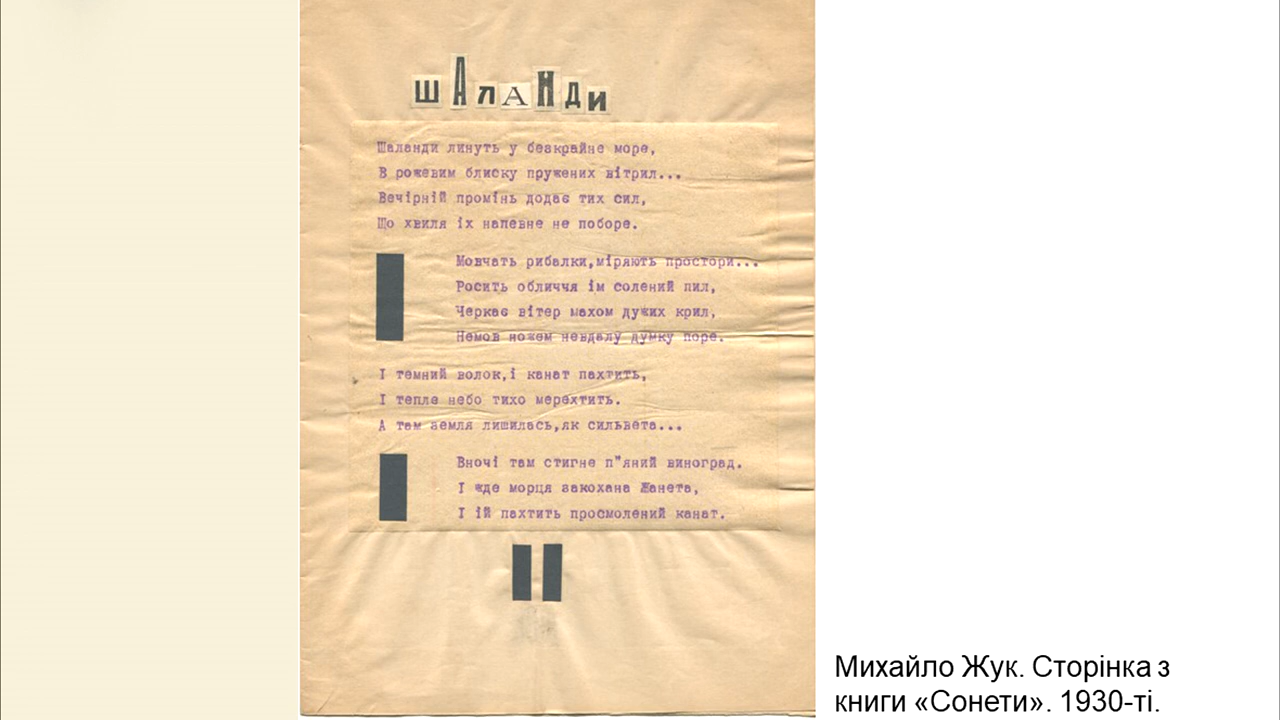 шАлАНди
Шаланди линуть у безкрайнє море,
В рожевим блиску пружених вітрил...
Вечірній промінь додає тих сил,
Що хвиля їх напевне не поборе.
Мовчать рибалки,міряють простори...
Росить обличчя їм солений пил,
Черкає вітер махом дужих крил,
Немов ножем невдалу думку поре.
І темний волок,і канат пахтить,
І тепле небо тихо мерехтить.
А там земля лишилась,як сильвета...
Вночі там стигне п"яний виноград.
І жде морця закохана Жанета,
І їй пахтить просмолений канат.
Михайло Жук. Сторінка з
книги «Сонети». 1930-ті.